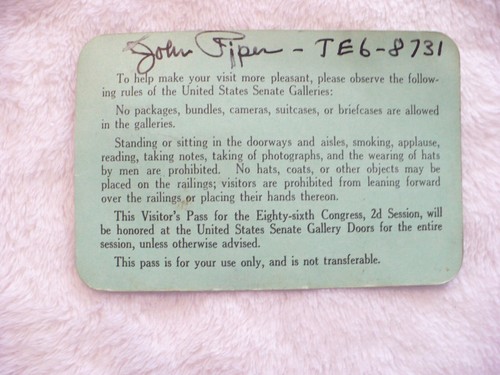 John Piper - TE6-8731
To help make your visit more pleasant, please observe the follow-
ing rules of the United States Senate Galleries:
No packages, bundles, cameras, suitcases, or briefcases are allowed
in the galleries.
Standing or sitting in the doorways and aisles, smoking, applause,
reading, taking notes, taking of photographs, and the wearing of hats
by men are prohibited. No hats, coats, or other objects may be
placed on the railings; visitors are prohibited from leaning forward
over the railings or placing their hands thereon.
This Visitor's Pass for the Eighty-sixth Congress, 2d Session, will
be honored at the United States Senate Gallery Doors for the entire
session, unless otherwise advised.
This pass is for your use only, and is not transferable.